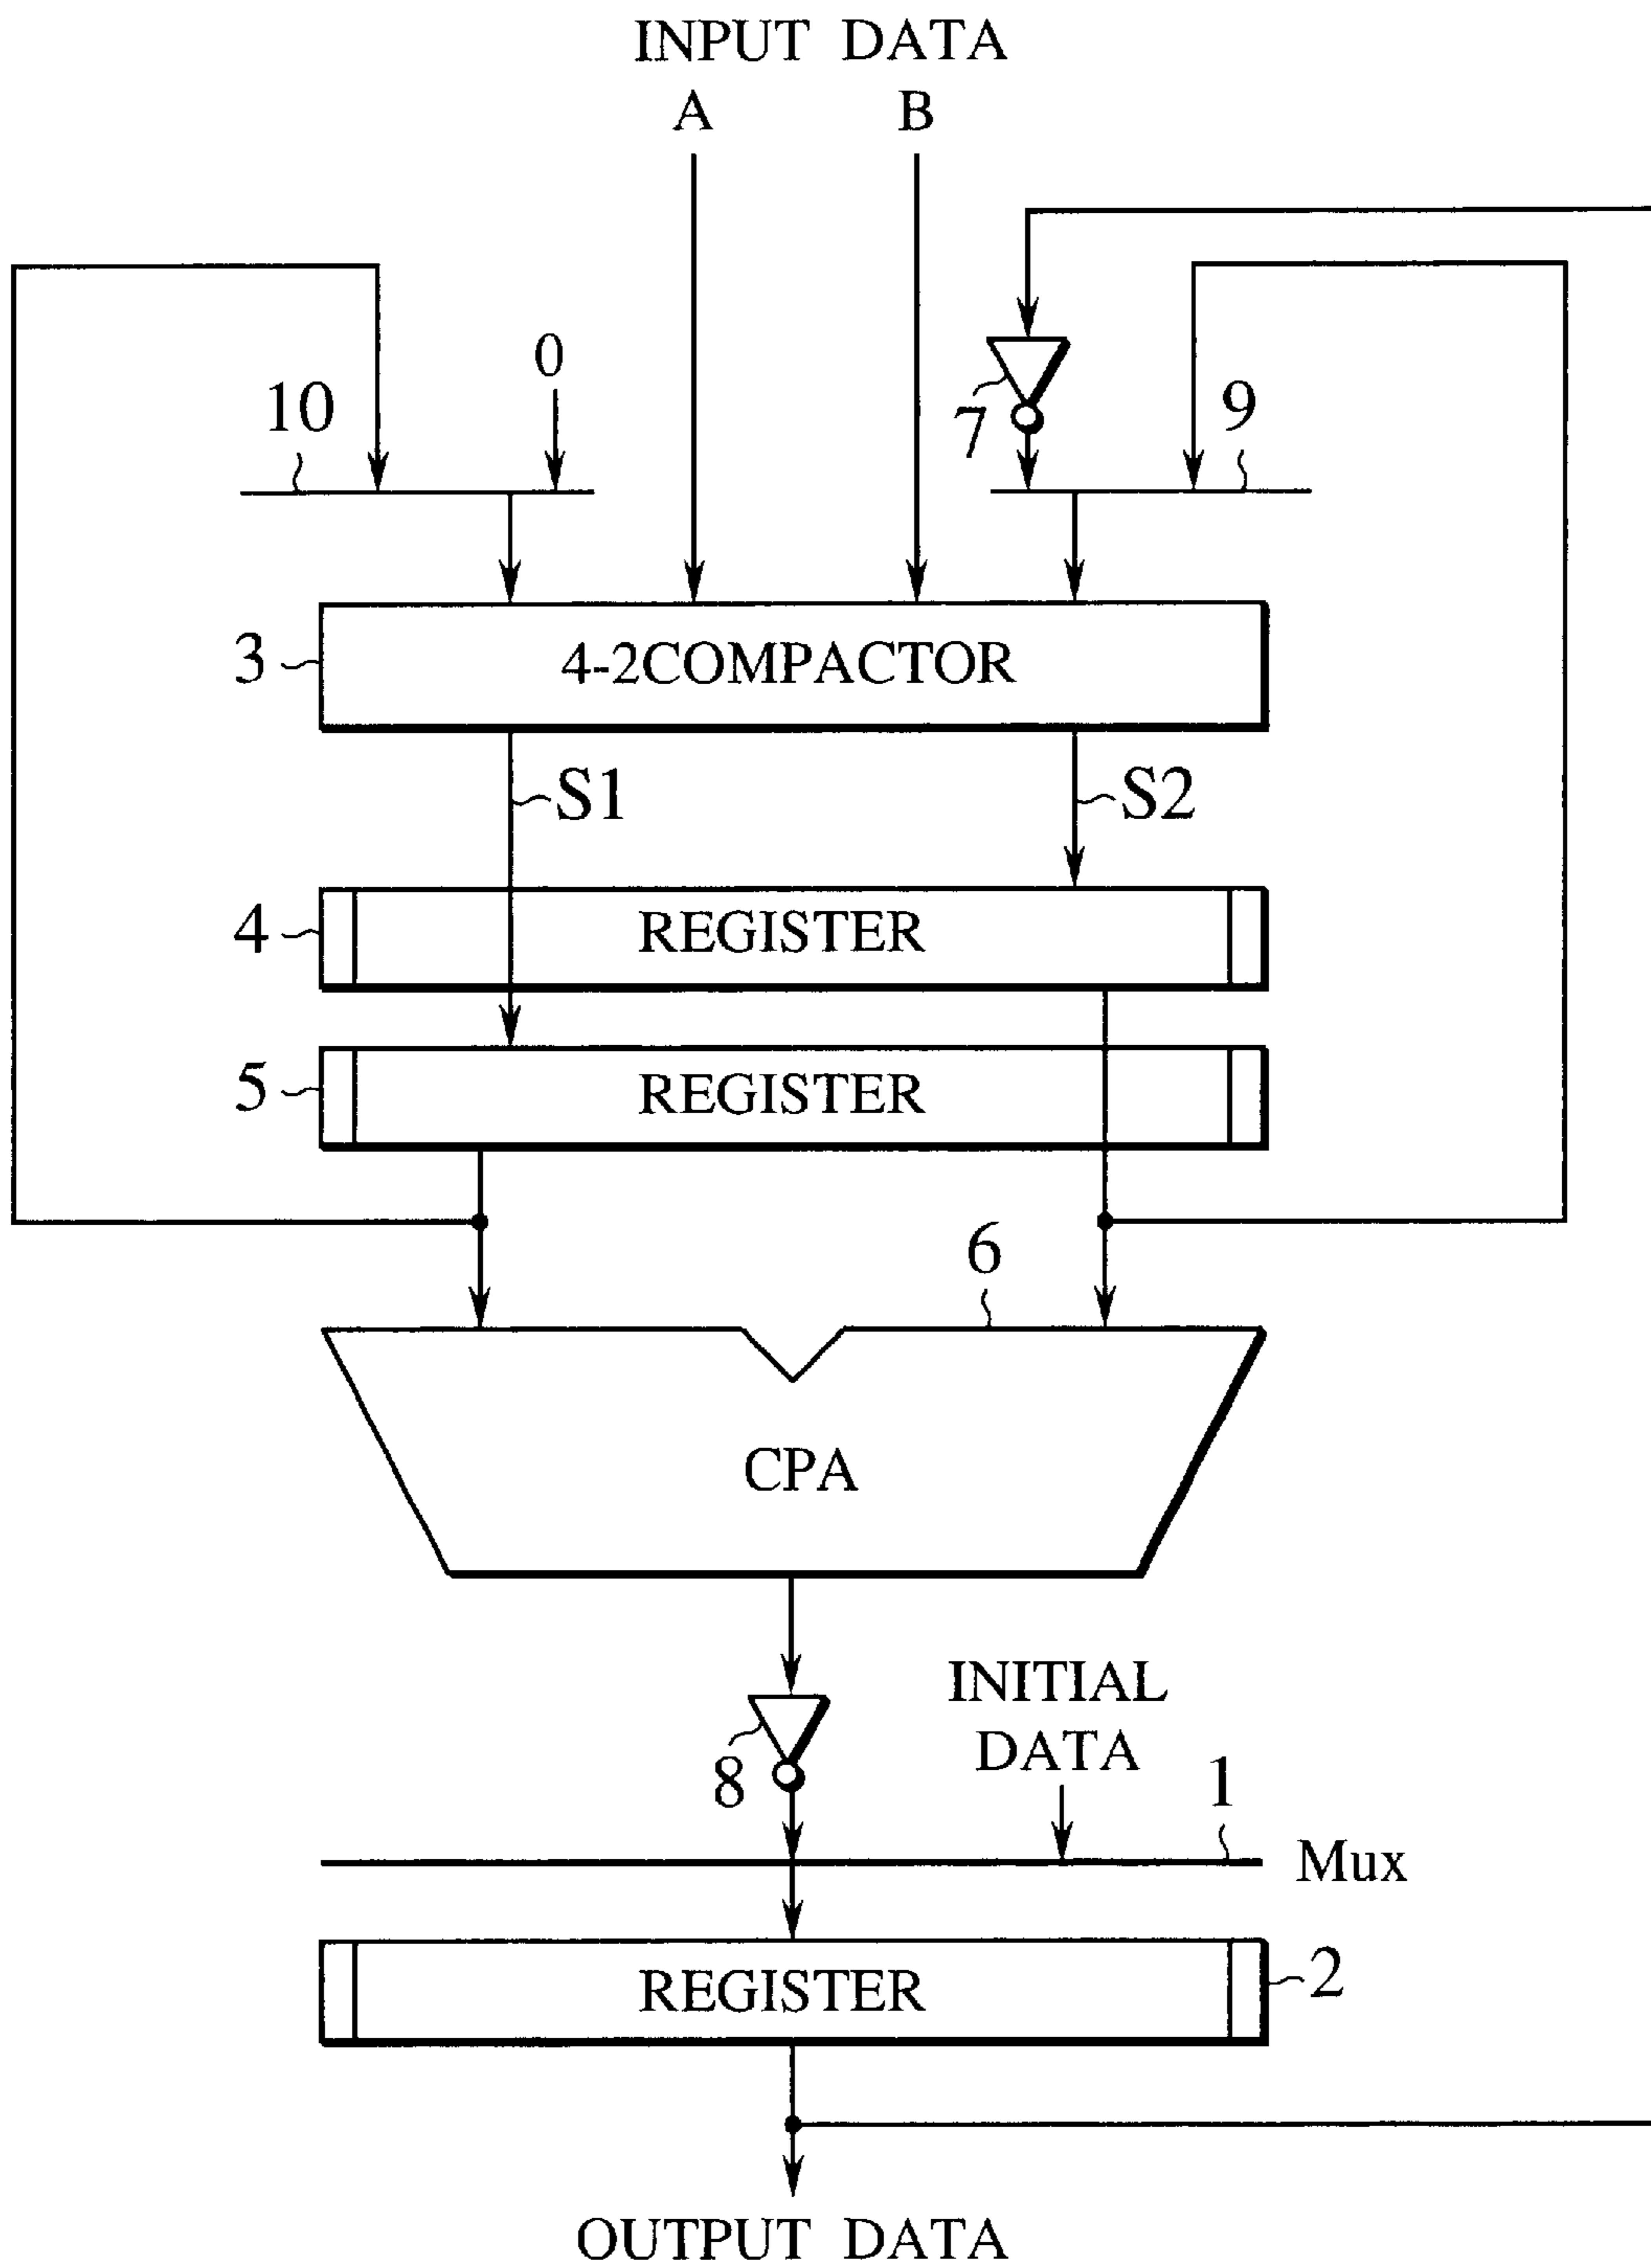 INPUT DATA
A B
0
10
7
9
3
4-2COMPACTOR
S1
S2
4
REGISTER
5
REGISTER
6
CPA
INITIAL
DATA
8
1
Mux
REGISTER
2
OUTPUT DATA